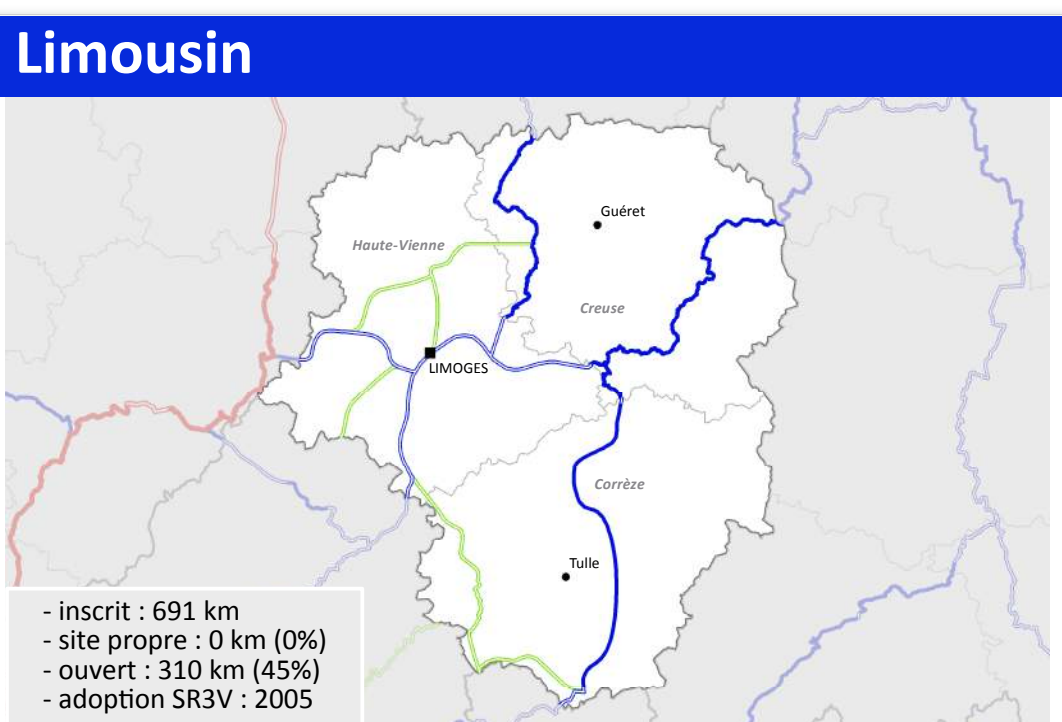 Limousin
Guéret
Haute-Vienne
Creuse
LIMOGES
Corrèze
Tulle
- inscrit : 691 km
- site propre : 0 km (0%)
- ouvert : 310 km (45%)
- adoption SR3V : 2005